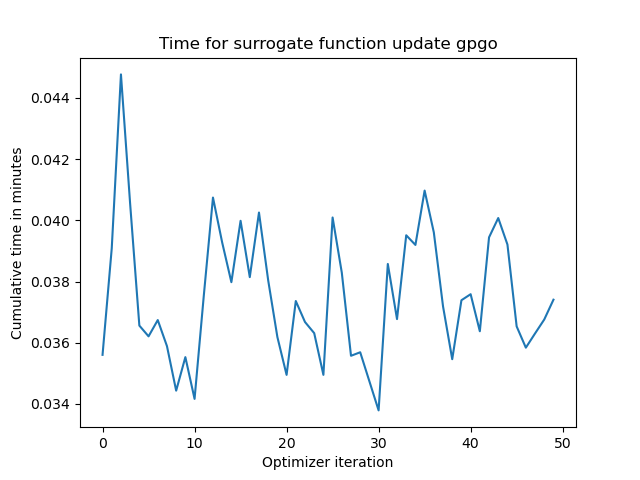 Time for surrogate function update gpgo
0.044
0.042
0.040
0.038
0.036
0.034
Cumulative time in minutes
0 10 20 30 40 50
Optimizer iteration